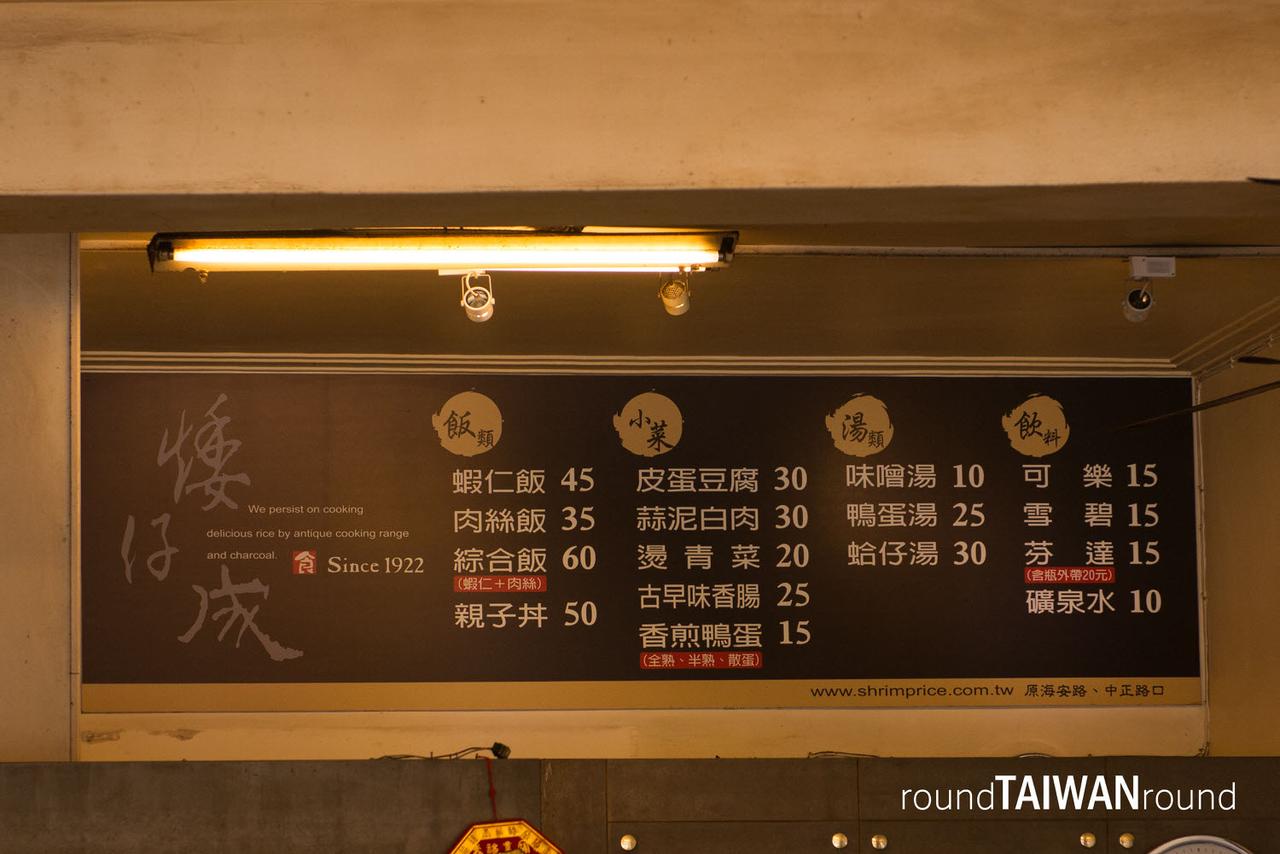 矮仔成
We persist on cooking
delicious rice by antique cooking range
and charcoal.
食 Since 1922
飯類
蝦仁飯 45
肉絲飯 35
綜合飯 60
(蝦仁+肉絲)
親子丼 50
小菜
皮蛋豆腐 30
蒜泥白肉 30
燙青菜 20
古早味香腸 25
香煎鴨蛋 15
(全熟、半熟、散蛋)
湯類
味噌湯 10
鴨蛋湯 25
蛤仔湯 30
飲料
可樂 15
雪碧 15
芬達 15
(含瓶外帶20元)
礦泉水 10
www.shrimprice.com.tw 原海安路、中正路口
roundTAIWANround